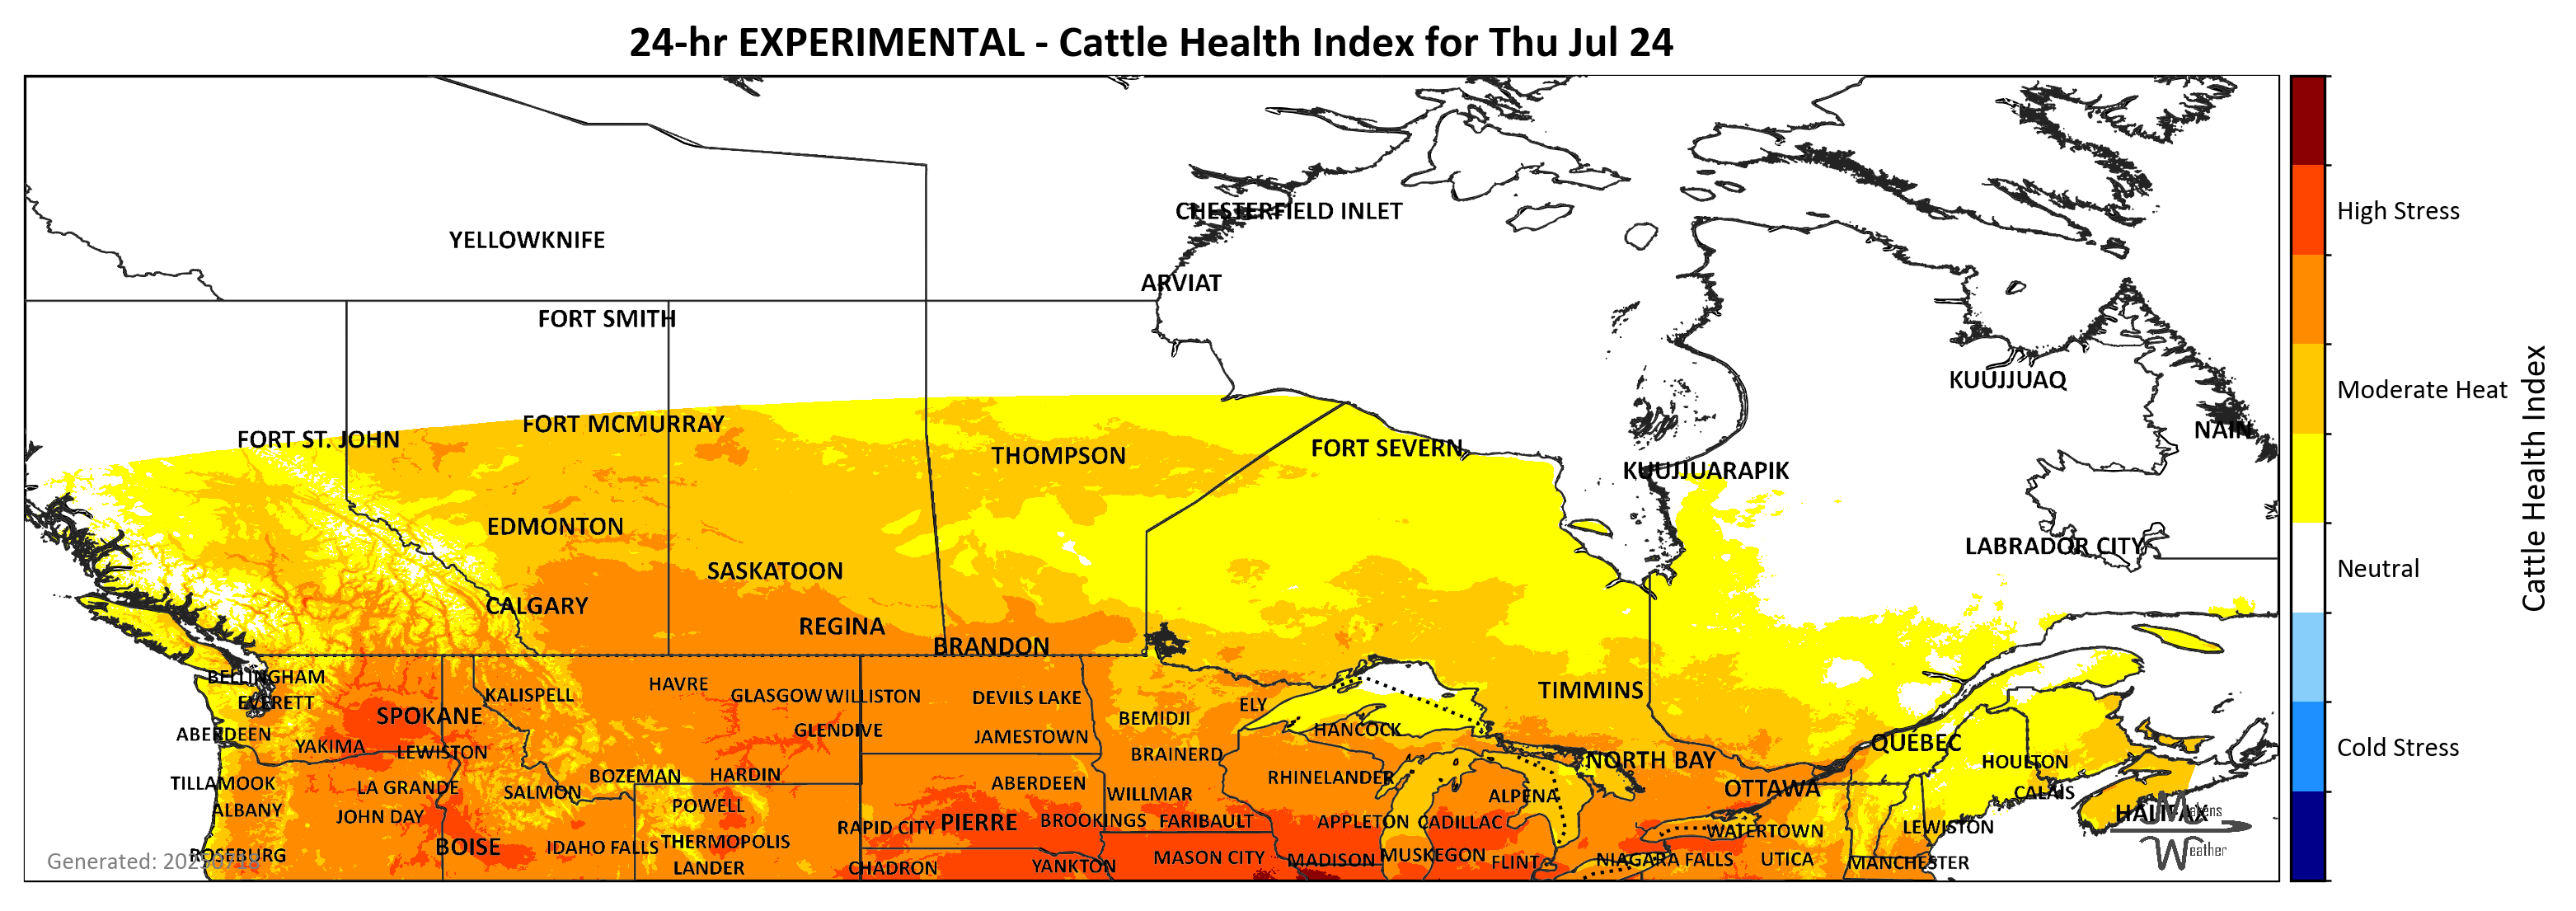 24-hr EXPERIMENTAL - Cattle Health Index for Thu Jul 24
CHESTERFIELD INLET
High Stress
YELLOWKNIFE
ARVIAT
FORT SMITH
KUUJJUAQ
Moderate Heat
FORT MCMURRAY
NAIN
FORT ST. JOHN
FORT SEVERN
THOMPSON
KUUJJUARAPIK
Cattle Health Index
EDMONTON
LABRADOR CITY
SASKATOON
Neutral
CALGARY
REGINA
BRANDON
BELLINGHAM
HAVRE
KALISPELL
GLASGOW
WILLISTON
DEVILS LAKE
TIMMINS
EVERETT
ELY
SPOKANE
BEMIDJI
ABERDEEN
GLENDIVE
JAMESTOWN
HANCOCK
QUEBEC
YAKIMA
LEWISTON
BRAINERD
NORTH BAY
HOULTON
Cold Stress
BOZEMAN
HARDIN
RHINELANDER
TILLAMOOK
LA GRANDE
SALMON
ABERDEEN
WILLMAR
ALPENA
OTTAWA
CALAIS
ALBANY
JOHN DAY
POWELL
RAPID CITY
PIERRE
BROOKINGS
FARIBAULT
APPLETON
CADILLAC
WATERTOWN
LEWISTON
HALIFAX
Makens
Weather
BOISE
IDAHO FALLS
THERMOPOLIS
ROSEBURG
MASON CITY
MADISON
MUSKEGON
FLINT
NIAGARA FALLS
UTICA
MANCHESTER
LANDER
CHADRON
YANKTON
Generated: